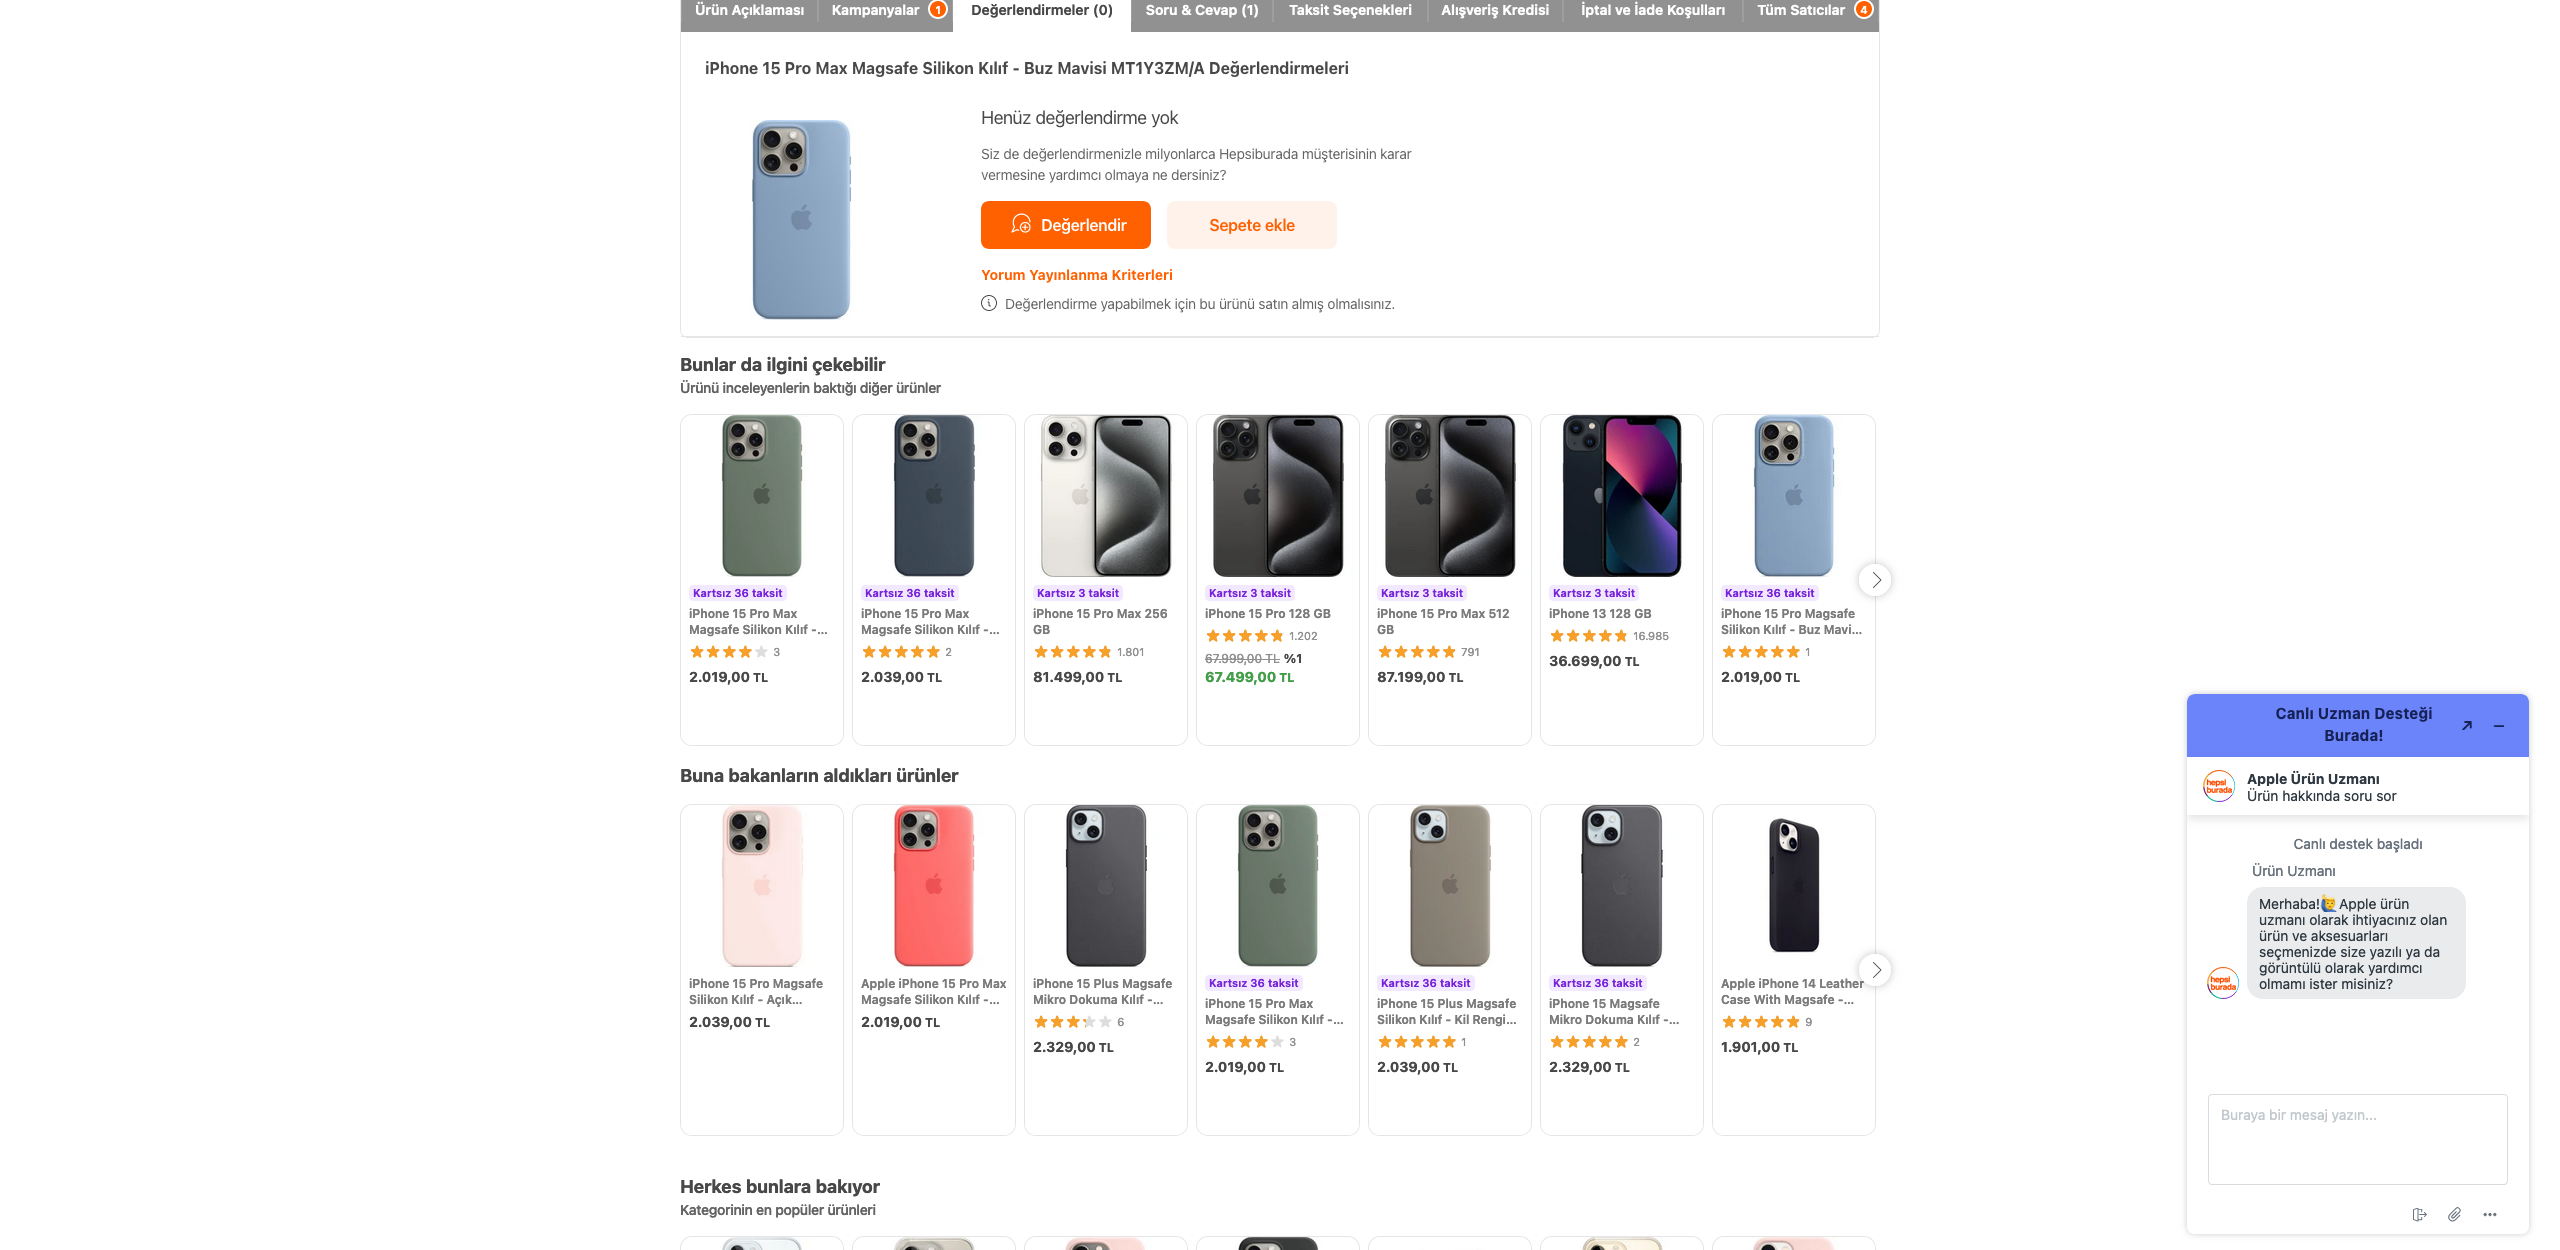 Ürün Açıklaması
Kampanyalar 1
Değerlendirmeler (0)
Soru & Cevap (1)
Taksit Seçenekleri
Alışveriş Kredisi
İptal ve İade Koşulları
Tüm Satıcılar 4
iPhone 15 Pro Max Magsafe Silikon Kılıf - Buz Mavisi MT1Y3ZM/A Değerlendirmeleri
Henüz değerlendirme yok
Siz de değerlendirmenizle milyonlarca Hepsiburada müşterisinin karar
vermesine yardımcı olmaya ne dersiniz?
Değerlendir
Sepete ekle
Yorum Yayınlanma Kriterleri
Değerlendirme yapabilmek için bu ürünü satın almış olmalısınız.
Bunlar da ilgini çekebilir
Ürünü inceleyenlerin baktığı diğer ürünler
Kartsız 36 taksit
iPhone 15 Pro Max
Magsafe Silikon Kılıf -...
3
2.019,00 TL
Kartsız 36 taksit
iPhone 15 Pro Max
Magsafe Silikon Kılıf -...
2
2.039,00 TL
Kartsız 3 taksit
iPhone 15 Pro Max 256
GB
1.801
81.499,00 TL
Kartsız 3 taksit
iPhone 15 Pro 128 GB
1.202
67.999,00 TL %1
67.499,00 TL
Kartsız 3 taksit
iPhone 15 Pro Max 512
GB
791
87.199,00 TL
Kartsız 3 taksit
iPhone 13 128 GB
16.985
36.699,00 TL
Kartsız 36 taksit
iPhone 15 Pro Magsafe
Silikon Kılıf - Buz Mavi...
1
2.019,00 TL
Buna bakanların aldıkları ürünler
iPhone 15 Pro Magsafe
Silikon Kılıf - Açık...
2.039,00 TL
Apple iPhone 15 Pro Max
Magsafe Silikon Kılıf -...
2.019,00 TL
iPhone 15 Plus Magsafe
Mikro Dokuma Kılıf -...
6
2.329,00 TL
Kartsız 36 taksit
iPhone 15 Pro Max
Magsafe Silikon Kılıf -...
3
2.019,00 TL
Kartsız 36 taksit
iPhone 15 Plus Magsafe
Silikon Kılıf - Kil Rengi...
1
2.039,00 TL
Kartsız 36 taksit
iPhone 15 Magsafe
Mikro Dokuma Kılıf -...
2
2.329,00 TL
Apple iPhone 14 Leather
Case With Magsafe -...
9
1.901,00 TL
Herkes bunlara bakıyor
Kategorinin en popüler ürünleri
Canlı Uzman Desteği
Burada!
hepsi
burada
Apple Ürün Uzmanı
Ürün hakkında soru sor
Canlı destek başladı
Ürün Uzmanı
Merhaba!🙋‍♂️Apple ürün
uzmanı olarak ihtiyacınız olan
ürün ve aksesuarları
seçmenizde size yazılı ya da
görüntülü olarak yardımcı
olmamı ister misiniz?
hepsi
burada
Buraya bir mesaj yazın...